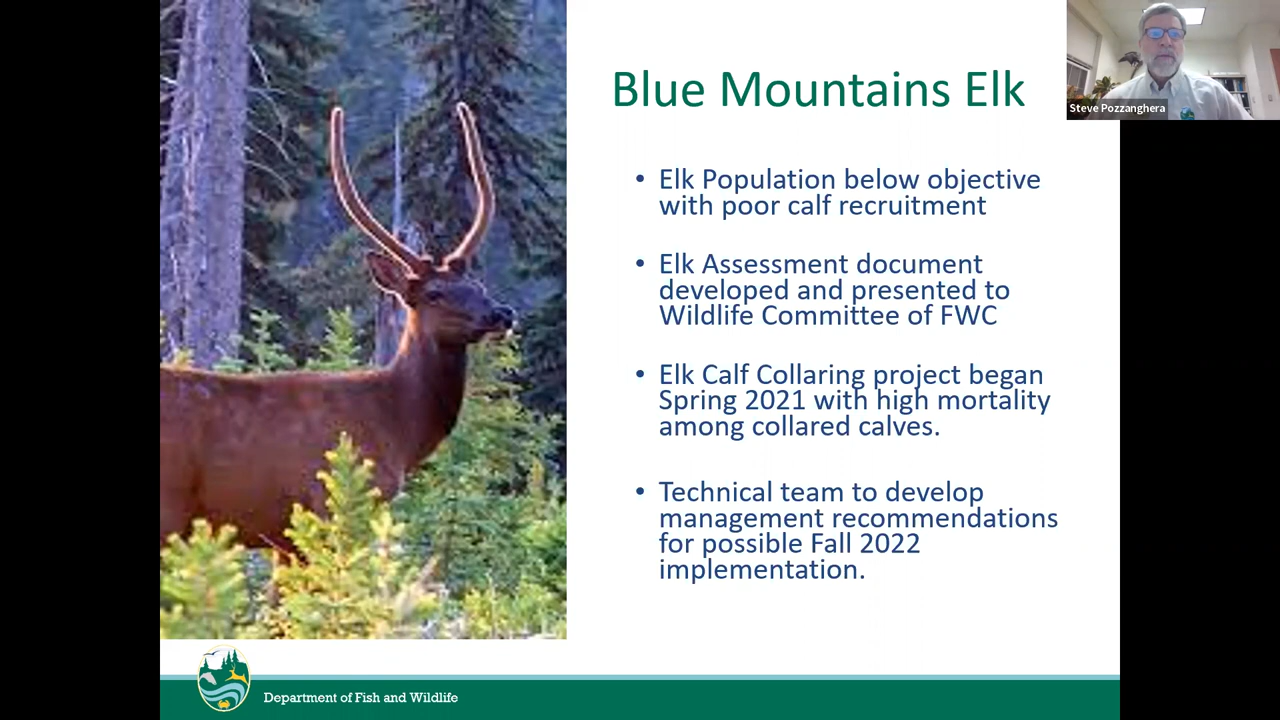 Blue Mountains Elk
Steve Pozzanghera
• Elk Population below objective
with poor calf recruitment
• Elk Assessment document
developed and presented to
Wildlife Committee of FWC
• Elk Calf Collaring project began
Spring 2021 with high mortality
among collared calves.
• Technical team to develop
management recommendations
for possible Fall 2022
implementation.
Department of Fish and Wildlife